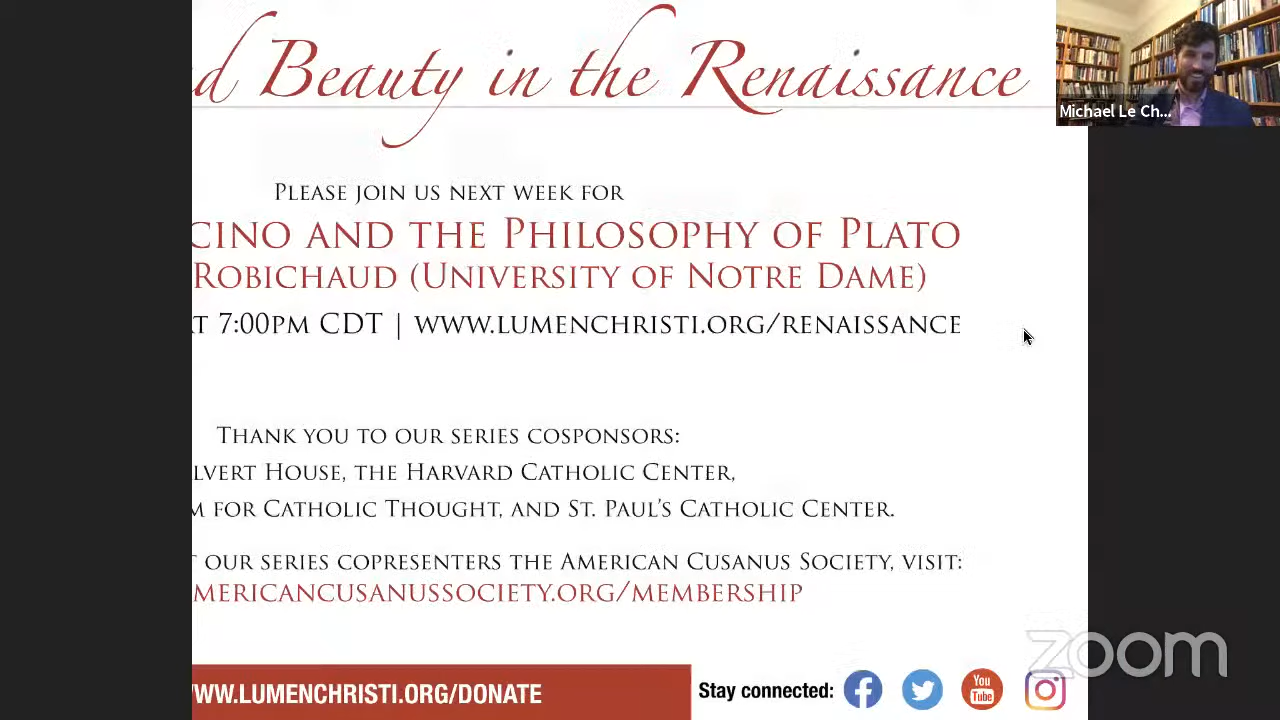 d Beauty in the Renaissance
Michael Le Ch...
PLEASE JOIN US NEXT WEEK FOR
CINO AND THE PHILOSOPHY OF PLATO
ROBICHAUD (UNIVERSITY OF NOTRE DAME)
T 7:00PM CDT | WWW.LUMENCHRISTI.ORG/RENAISSANCE
THANK YOU TO OUR SERIES COSPONSORS:
LVERT HOUSE, THE HARVARD CATHOLIC CENTER,
M FOR CATHOLIC THOUGHT, AND ST. PAUL'S CATHOLIC CENTER.
T OUR SERIES COPRESENTERS THE AMERICAN CUSANUS SOCIETY, VISIT:
MERICANCUSANUSSOCIETY.ORG/MEMBERSHIP
zoom
WWW.LUMENCHRISTI.ORG/DONATE
Stay connected:
You
Tube